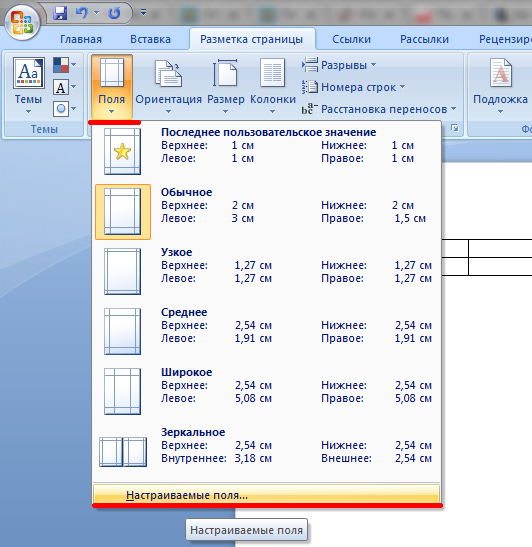 Главная Вставка Разметка страницы Ссылки Рассылки Рецензиро
Темы Поля Ориентация Размер Колонки Разрывы Номера строк Расстановка переносов Подложка
Темы
Последнее пользовательское значение
Верхнее: 1 см Нижнее: 1 см
Левое: 1 см Правое: 1 см
Обычное
Верхнее: 2 см Нижнее: 2 см
Левое: 3 см Правое: 1,5 см
Узкое
Верхнее: 1,27 см Нижнее: 1,27 см
Левое: 1,27 см Правое: 1,27 см
Среднее
Верхнее: 2,54 см Нижнее: 2,54 см
Левое: 1,91 см Правое: 1,91 см
Широкое
Верхнее: 2,54 см Нижнее: 2,54 см
Левое: 5,08 см Правое: 5,08 см
Зеркальное
Верхнее: 2,54 см Нижнее: 2,54 см
Внутреннее: 3,18 см Внешнее: 2,54 см
Настраиваемые поля...
Настраиваемые поля